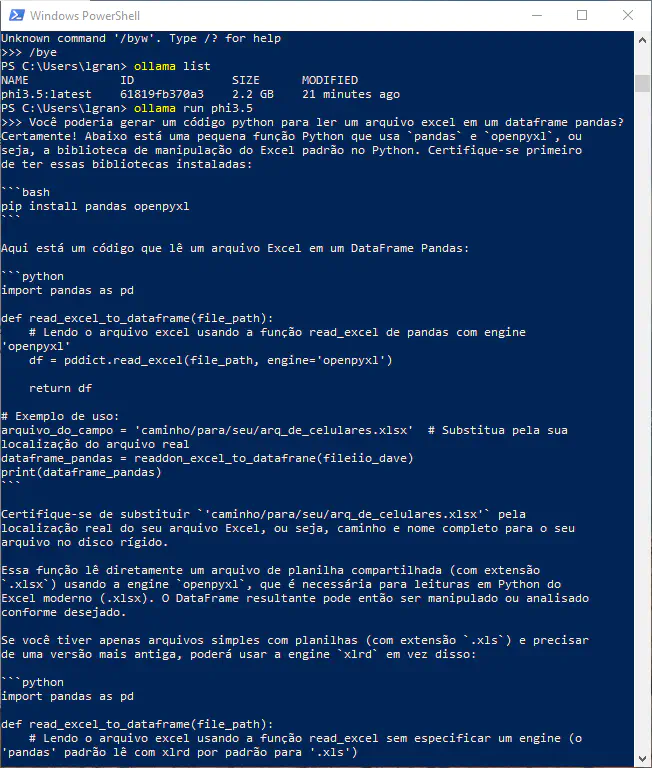 Windows PowerShell
Unknown command '/byw'. Type /? for help
>>> /bye
PS C:\Users\lgran> ollama list
NAME              ID              SIZE      MODIFIED
phi3.5:latest    61819fb370a3    2.2 GB    21 minutes ago
PS C:\Users\lgran> ollama run phi3.5
>>> Você poderia gerar um código python para ler um arquivo excel em um dataframe pandas?
Certamente! Abaixo está uma pequena função Python que usa `pandas` e `openpyxl`, ou
seja, a biblioteca de manipulação do Excel padrão no Python. Certifique-se primeiro
de ter essas bibliotecas instaladas:
```bash
pip install pandas openpyxl
```
Aqui está um código que lê um arquivo Excel em um DataFrame Pandas:
```python
import pandas as pd
def read_excel_to_dataframe(file_path):
    # Lendo o arquivo excel usando a função read_excel de pandas com engine
'openpyxl'
    df = pddict.read_excel(file_path, engine='openpyxl')
    return df
# Exemplo de uso:
arquivo_do_campo = 'caminho/para/seu/arq_de_celulares.xlsx'  # Substitua pela sua
localização do arquivo real
dataframe_pandas = readdon_excel_to_datafrane(fileiio_dave)
print(dataframe_pandas)
```
Certifique-se de substituir `'caminho/para/seu/arq_de_celulares.xlsx'` pela
localização real do seu arquivo Excel, ou seja, caminho e nome completo para o seu
arquivo no disco rígido.
Essa função lê diretamente um arquivo de planilha compartilhada (com extensão
`.xlsx`) usando a engine `openpyxl`, que é necessária para leituras em Python do
Excel moderno (.xlsx). O DataFrame resultante pode então ser manipulado ou analisado
conforme desejado.
Se você tiver apenas arquivos simples com planilhas (com extensão `.xls`) e precisar
de uma versão mais antiga, poderá usar a engine `xlrd` em vez disso:
```python
import pandas as pd
def read_excel_to_dataframe(file_path):
    # Lendo o arquivo excel usando a função read_excel sem especificar um engine (o
'pandas' padrão lê com xlrd por padrão para '.xls')